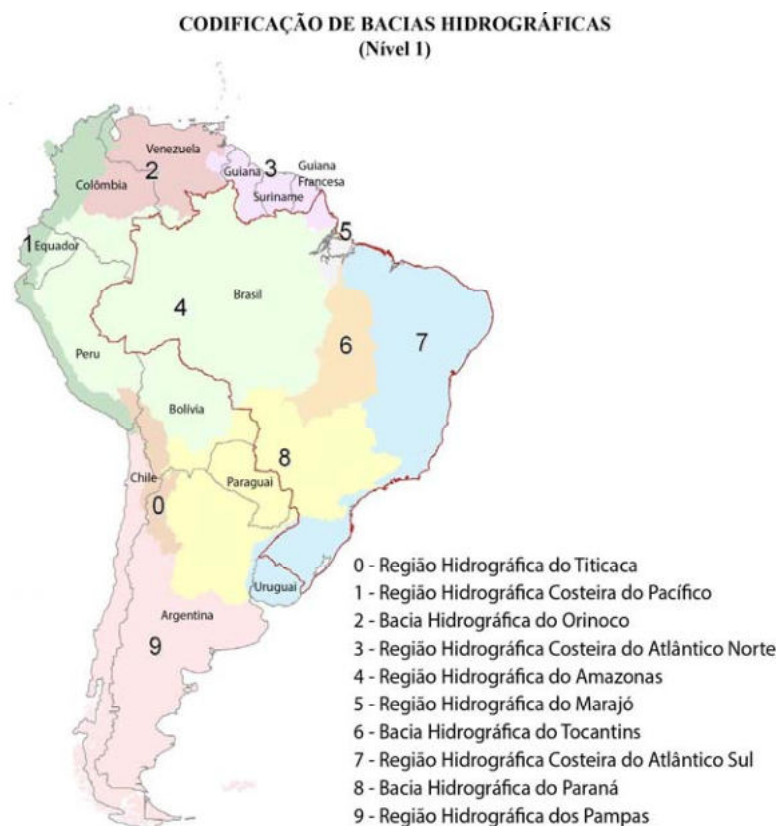 CODIFICAÇÃO DE BACIAS HIDROGRÁFICAS
(Nível 1)
Venezuela
2
Colômbia
Guiana
3
Guiana
Francesa
Suriname
1
Equador
5
4
Brasil
6
7
Peru
Bolívia
8
Paraguai
Chile
0
Uruguai
Argentina
9
0 - Região Hidrográfica do Titicaca
1 - Região Hidrográfica Costeira do Pacífico
2 - Bacia Hidrográfica do Orinoco
3 - Região Hidrográfica Costeira do Atlântico Norte
4 - Região Hidrográfica do Amazonas
5 - Região Hidrográfica do Marajó
6 - Bacia Hidrográfica do Tocantins
7 - Região Hidrográfica Costeira do Atlântico Sul
8 - Bacia Hidrográfica do Paraná
9 - Região Hidrográfica dos Pampas